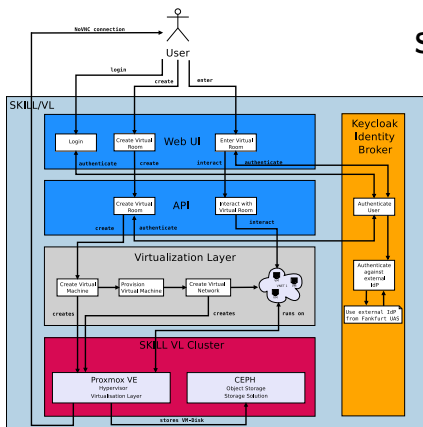 NoVNC connection
User
S
login
create
enter
SKILL/VL
Login
Create Virtual
Room
Web UI
Enter Virtual
Room
Keycloak
Identity
Broker
authenticate
create
interact
authenticate
Create Virtual
Room
API
Interact with
Virtual Room
Authenticate
User
create
authenticate
interact
Virtualization Layer
Create Virtual
Machine
Provision
Virtual Machine
Create Virtual
Network
Authenticate
against
external
IdP
creates
creates
runs on
Use external IdP
from Fankfurt UAS
SKILL VL Cluster
Proxmox VE
Hypervisor
Virtualisation Layer
CEPH
Object Storage
Storage Solution
stores VM-Disk